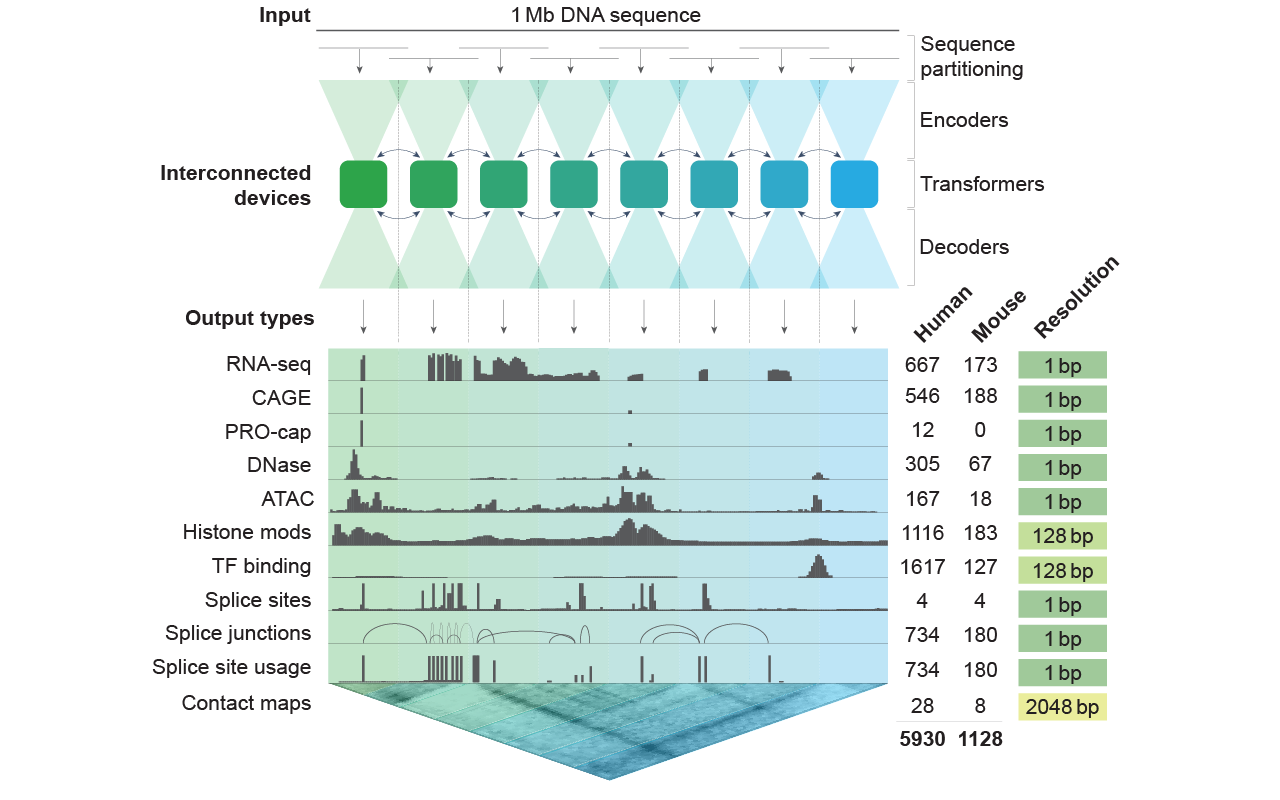 Input
1 Mb DNA sequence
Sequence
partitioning
Encoders
Interconnected
devices
Transformers
Decoders
Output types
Human
Mouse
Resolution
RNA-seq 667 173 1 bp
CAGE 546 188 1 bp
PRO-cap 12 0 1 bp
DNase 305 67 1 bp
ATAC 167 18 1 bp
Histone mods 1116 183 128 bp
TF binding 1617 127 128 bp
Splice sites 4 4 1 bp
Splice junctions 734 180 1 bp
Splice site usage 734 180 1 bp
Contact maps 28 8 2048 bp
5930 1128